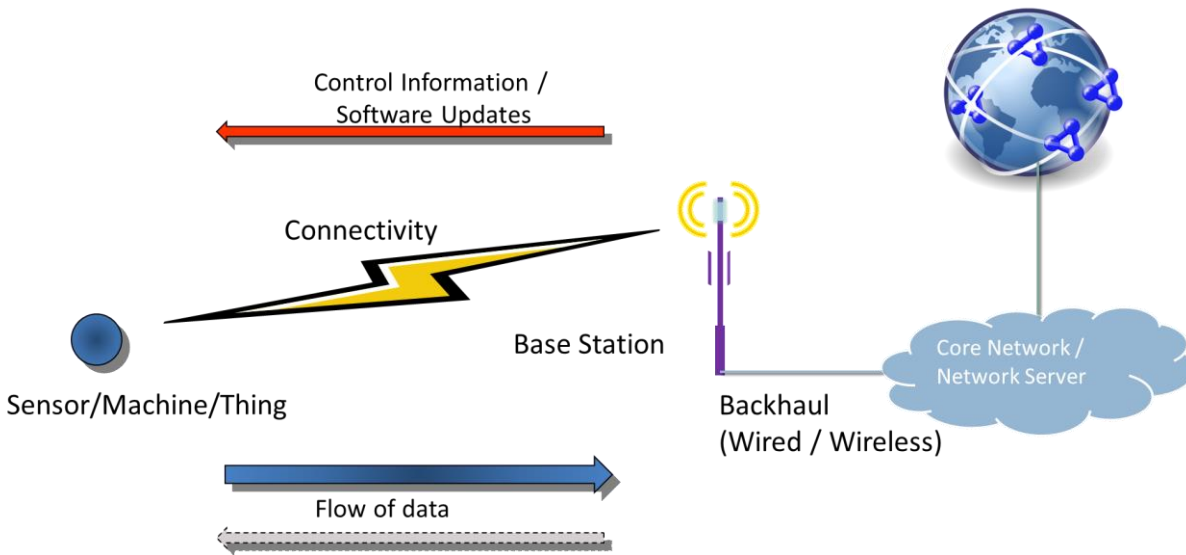 Control Information /
Software Updates
Connectivity
Base Station
Core Network /
Network Server
Sensor/Machine/Thing
Backhaul
(Wired / Wireless)
Flow of data